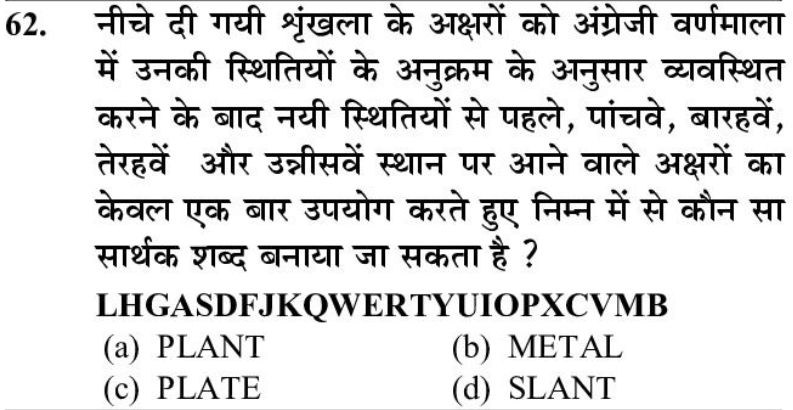 62. नीचे दी गयी श्रृंखला के अक्षरों को अंग्रेजी वर्णमाला
में उनकी स्थितियों के अनुक्रम के अनुसार व्यवस्थित
करने के बाद नयी स्थितियों से पहले, पांचवे, बारहवें,
तेरहवें और उन्नीसवें स्थान पर आने वाले अक्षरों का
केवल एक बार उपयोग करते हुए निम्न में से कौन सा
सार्थक शब्द बनाया जा सकता है ?
LHGASDFJKQWERTYUIOPXCVMB
(a) PLANT (b) METAL
(c) PLATE (d) SLANT